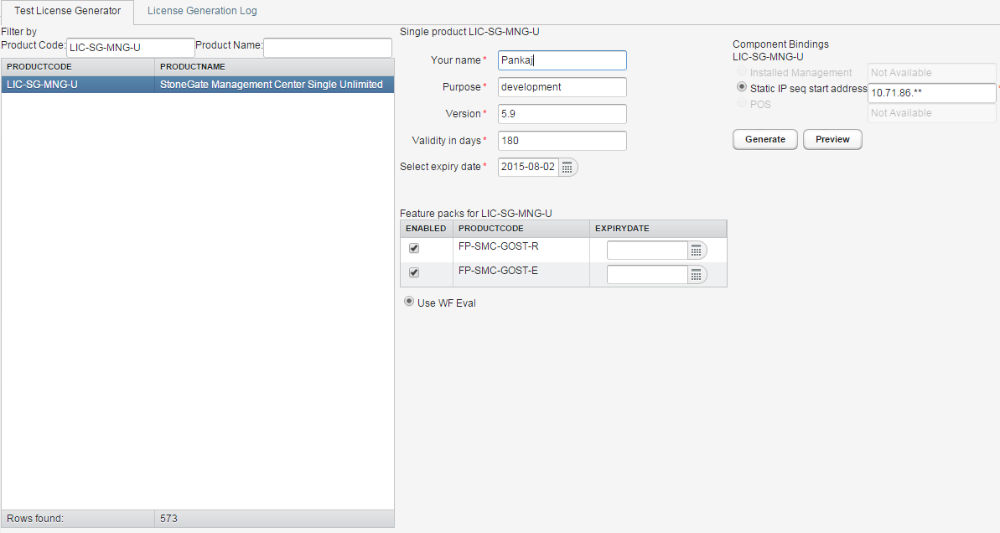 Test License Generator
License Generation Log
Filter by
Product Code: LIC-SG-MNG-U Product Name:
PRODUCTCODE PRODUCTNAME
LIC-SG-MNG-U StoneGate Management Center Single Unlimited
Rows found: 573
Single product LIC-SG-MNG-U
Your name* Pankaj
Purpose* development
Version* 5.9
Validity in days* 180
Select expiry date* 2015-08-02
Feature packs for LIC-SG-MNG-U
ENABLED PRODUCTCODE EXPIRYDATE
FP-SMC-GOST-R
FP-SMC-GOST-E
Use WF Eval
Component Bindings
LIC-SG-MNG-U
Installed Management Not Available
Static IP seq start address 10.71.86.** *
POS Not Available
Generate Preview